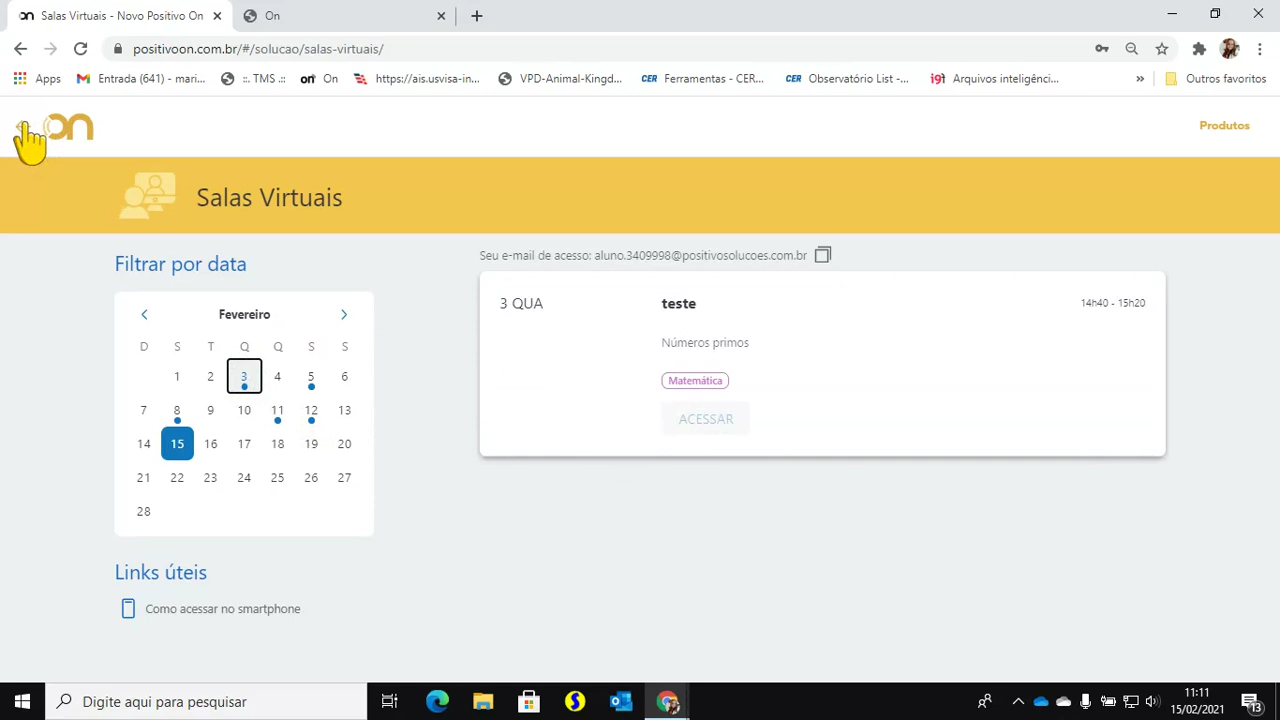 Salas Virtuais - Novo Positivo On
On
positivoon.com.br/#/solucao/salas-virtuais/
Apps
Entrada (641) - mari...
.:: TMS .::
On
https://ais.usvisa-in...
VPD-Animal-Kingd...
CER Ferramentas - CER...
CER Observatório List -...
Arquivos inteligênci...
»
Outros favoritos
on
Produtos
Salas Virtuais
Filtrar por data
Seu e-mail de acesso: aluno.3409998@positivosolucoes.com.br
Fevereiro
D S T Q Q S S
1 2 3 4 5 6
7 8 9 10 11 12 13
14 15 16 17 18 19 20
21 22 23 24 25 26 27
28
3 QUA
teste
14h40 - 15h20
Números primos
Matemática
ACESSAR
Links úteis
Como acessar no smartphone
Digite aqui para pesquisar
11:11
15/02/2021
13